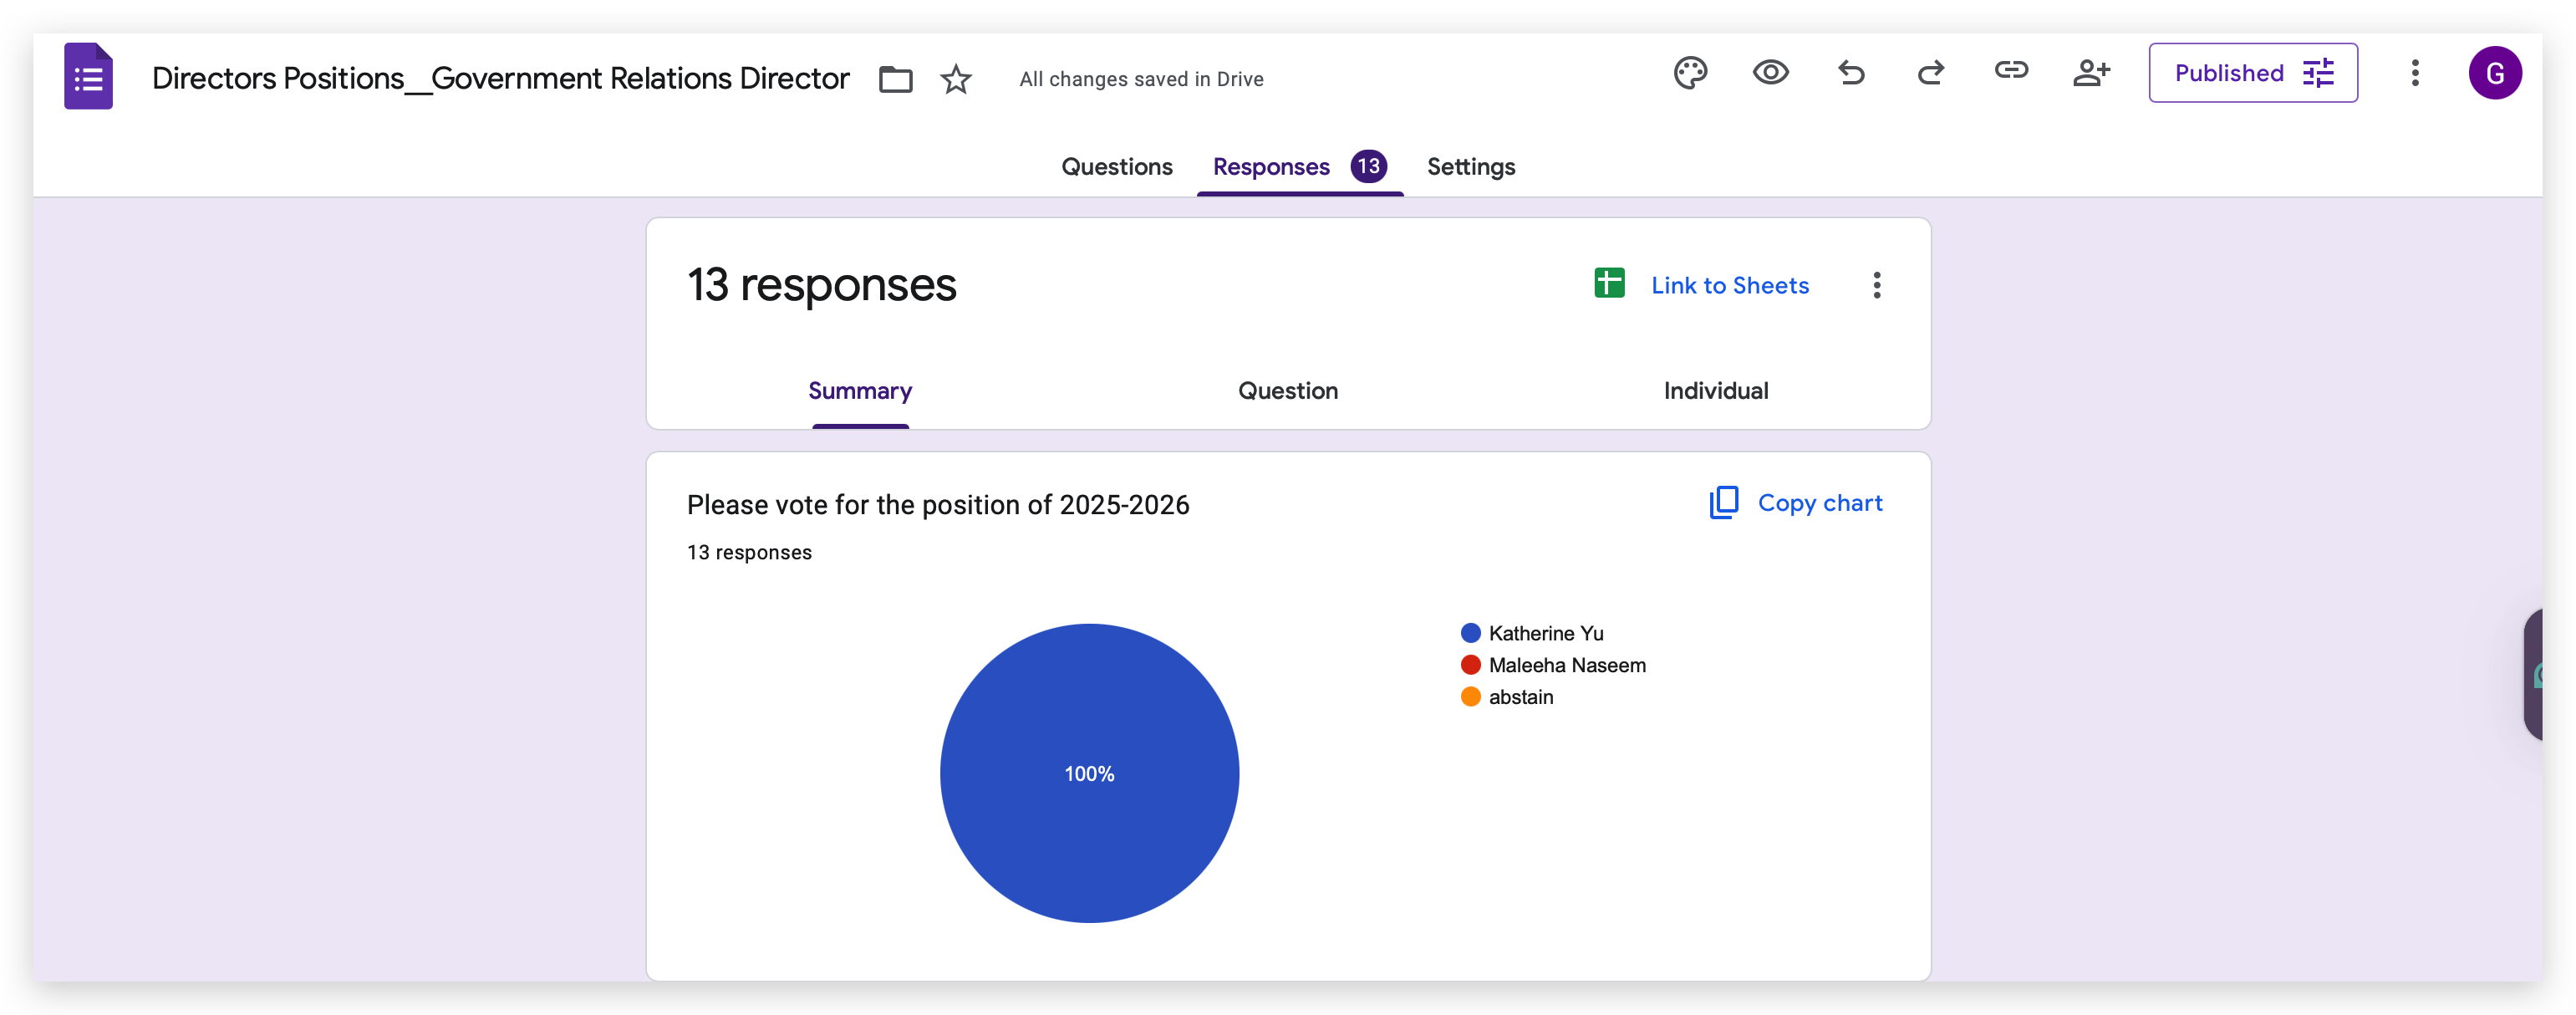 Directors Positions__Government Relations Director
All changes saved in Drive
Published
G
Questions
Responses 13
Settings
13 responses
Link to Sheets
Summary
Question
Individual
Please vote for the position of 2025-2026
Copy chart
13 responses
100%
Katherine Yu
Maleeha Naseem
abstain